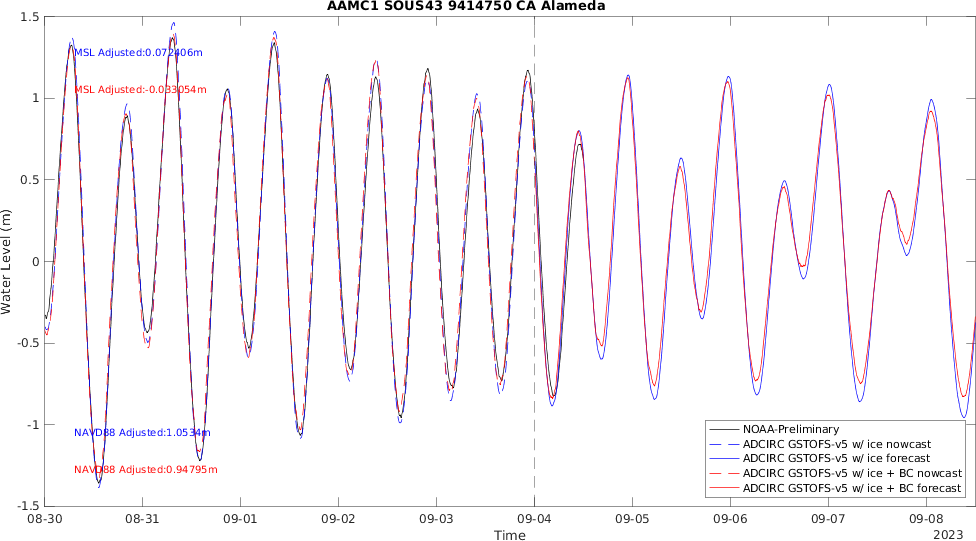 AAMC1 SOUS43 9414750 CA Alameda
1.5
MSL Adjusted:0.072406m
MSL Adjusted:-0.033054m
1
0.5
Water Level (m)
0
-0.5
-1
NAVD88 Adjusted:1.0534m
NAVD88 Adjusted:0.94795m
-1.5
NOAA-Preliminary
ADCIRC GSTOFS-v5 w/ ice nowcast
ADCIRC GSTOFS-v5 w/ ice forecast
ADCIRC GSTOFS-v5 w/ ice + BC nowcast
ADCIRC GSTOFS-v5 w/ ice + BC forecast
08-30 08-31 09-01 09-02 09-03 09-04 09-05 09-06 09-07 09-08
Time
2023